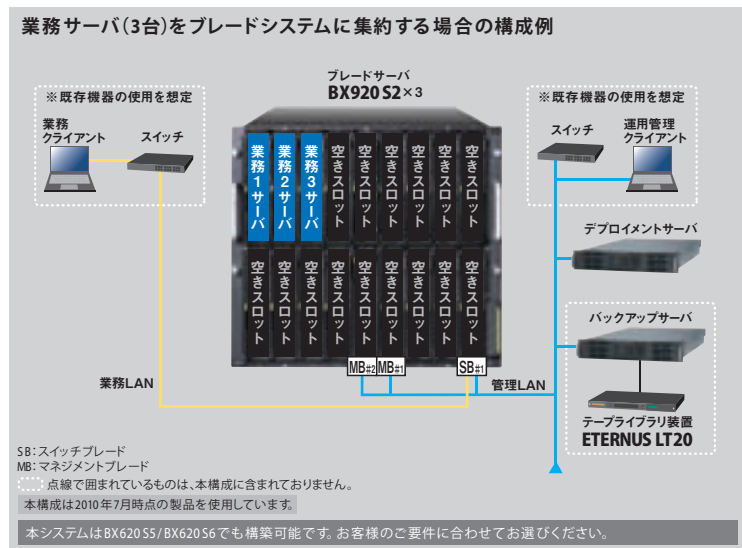 業務サーバ(3台)をブレードシステムに集約する場合の構成例
※既存機器の使用を想定
業務
クライアント
スイッチ
ブレードサーバ
BX920 S2×3
業務1サーバ
業務2サーバ
業務3サーバ
空きスロット
空きスロット
空きスロット
空きスロット
空きスロット
空きスロット
空きスロット
空きスロット
空きスロット
空きスロット
空きスロット
空きスロット
空きスロット
空きスロット
MB#2
MB#1
SB#1
※既存機器の使用を想定
スイッチ
運用管理
クライアント
デプロイメントサーバ
バックアップサーバ
テープライブラリ装置
ETERNUS LT20
業務LAN
管理LAN
SB:スイッチブレード
MB:マネジメントブレード
点線で囲まれているものは、本構成に含まれておりません。
本構成は2010年7月時点の製品を使用しています。
本システムはBX620 S5/BX620 S6でも構築可能です。お客様のご要件に合わせてお選びください。